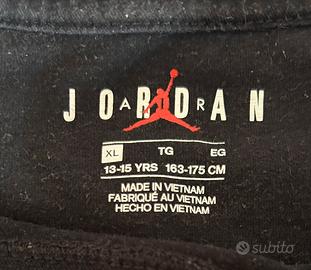 JORDAN
AIR
XL TG EG
13-15 YRS 163-175 CM
MADE IN VIETNAM
FABRIQUÉ AU VIETNAM
HECHO EN VIETNAM
subito